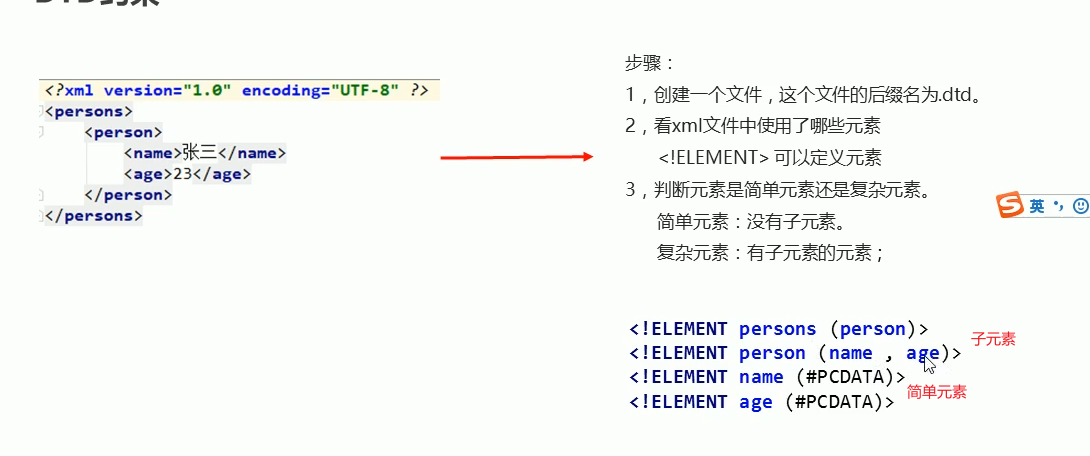 DTD约束
<?xml version="1.0" encoding="UTF-8" ?>
<persons>
<person>
<name>张三</name>
<age>23</age>
</person>
</persons>
步骤：
1，创建一个文件，这个文件的后缀名为.dtd。
2，看xml文件中使用了哪些元素
<!ELEMENT> 可以定义元素
3，判断元素是简单元素还是复杂元素。
简单元素：没有子元素。
复杂元素：有子元素的元素；
英
<!ELEMENT persons (person)>
<!ELEMENT person (name , age)>
子元素
<!ELEMENT name (#PCDATA)>
<!ELEMENT age (#PCDATA)>
简单元素